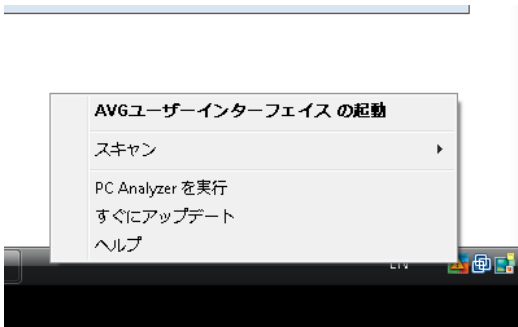 AVGユーザーインターフェイス の起動
スキャン
PC Analyzer を実行
すぐにアップデート
ヘルプ